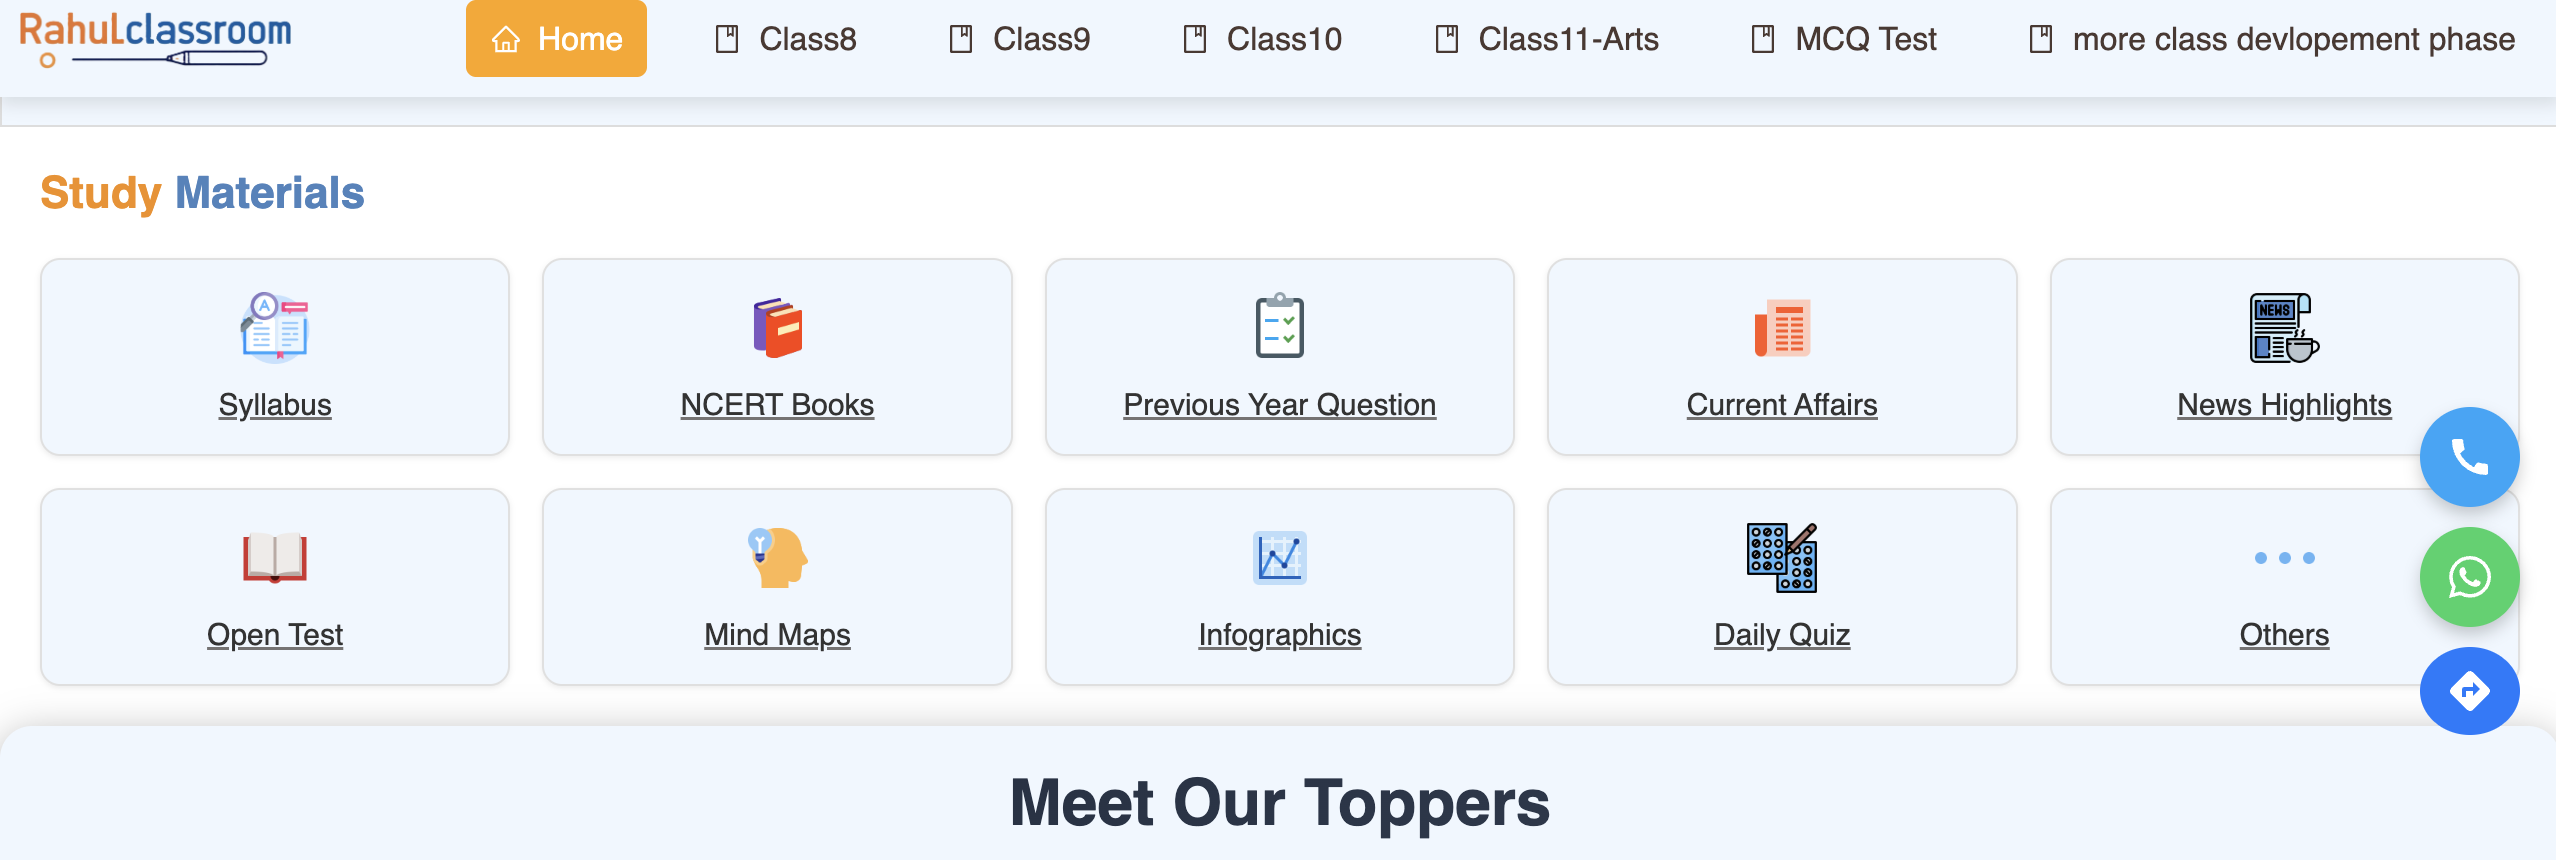 Rahulclassroom
Home
Class8
Class9
Class10
Class11-Arts
MCQ Test
more class devlopement phase
Study Materials
Syllabus
NCERT Books
Previous Year Question
Current Affairs
NEWS
News Highlights
Open Test
Mind Maps
Infographics
Daily Quiz
Others
Meet Our Toppers